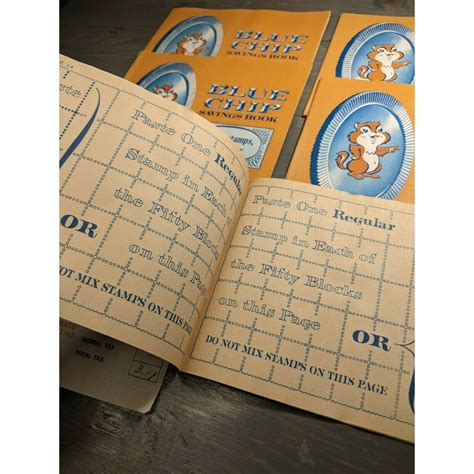 BLUE
CHIP
SAVINGS BOOK
BLUE
CHIP
SAVINGS BOOK
stamps,
14
Paste One Regular
Stamp in Each of
the Fifty Blocks
on this Page
OR
DO NOT MIX STAMPS ON THIS PAGE
Paste One Regular
Stamp in Each of
the Fifty Blocks
on this Page
OR
DO NOT MIX STAMPS ON THIS PAGE
FEDERAL TAX
TOTAL TAX